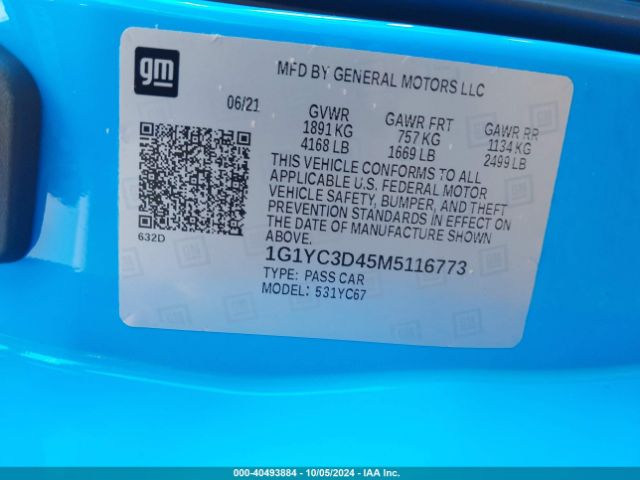 gm
MFD BY GENERAL MOTORS LLC
06/21
GVWR
1891 KG
4168 LB
GAWR FRT
757 KG
1669 LB
GAWR RR
1134 KG
2499 LB
THIS VEHICLE CONFORMS TO ALL
APPLICABLE U.S. FEDERAL MOTOR
VEHICLE SAFETY, BUMPER, AND THEFT
PREVENTION STANDARDS IN EFFECT ON
THE DATE OF MANUFACTURE SHOWN
ABOVE.
632D
1G1YC3D45M5116773
TYPE: PASS CAR
MODEL: 531YC67
000-40493884 - 10/05/2024 - IAAI.COM